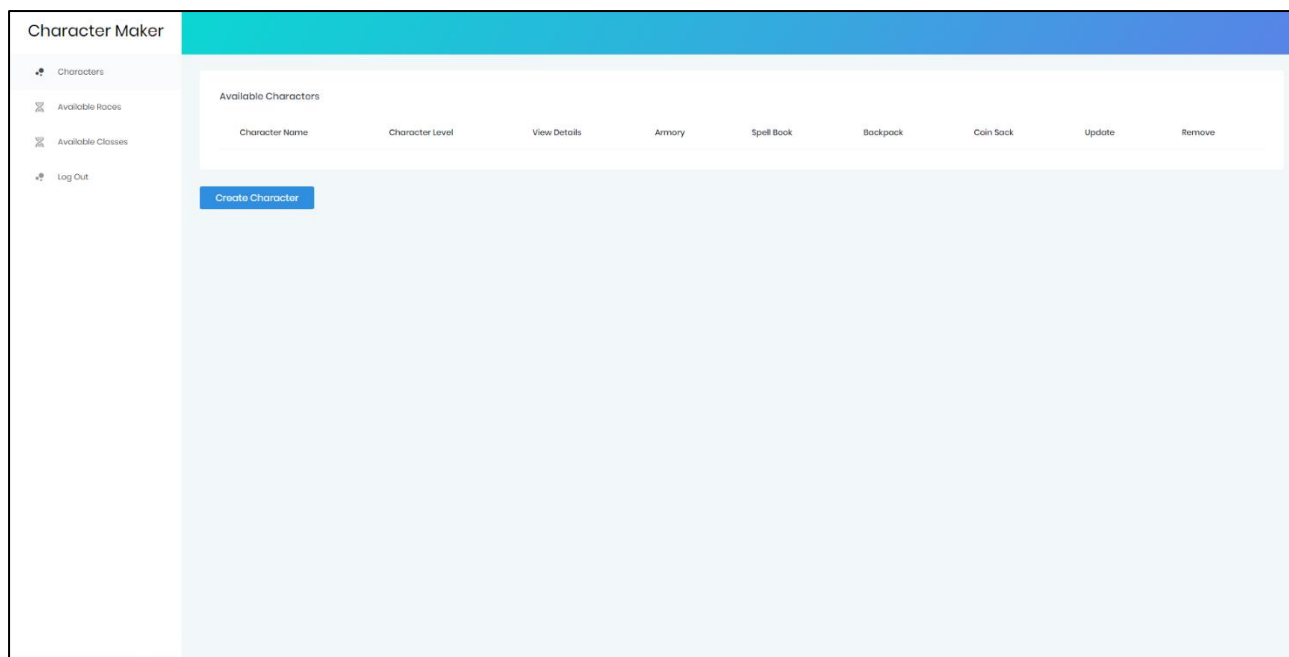 Character Maker
Characters
Available Races
Available Classes
Log Out
Available Characters
Character Name Character Level View Details Armory Spell Book Backpack Coin Sack Update Remove
Create Character